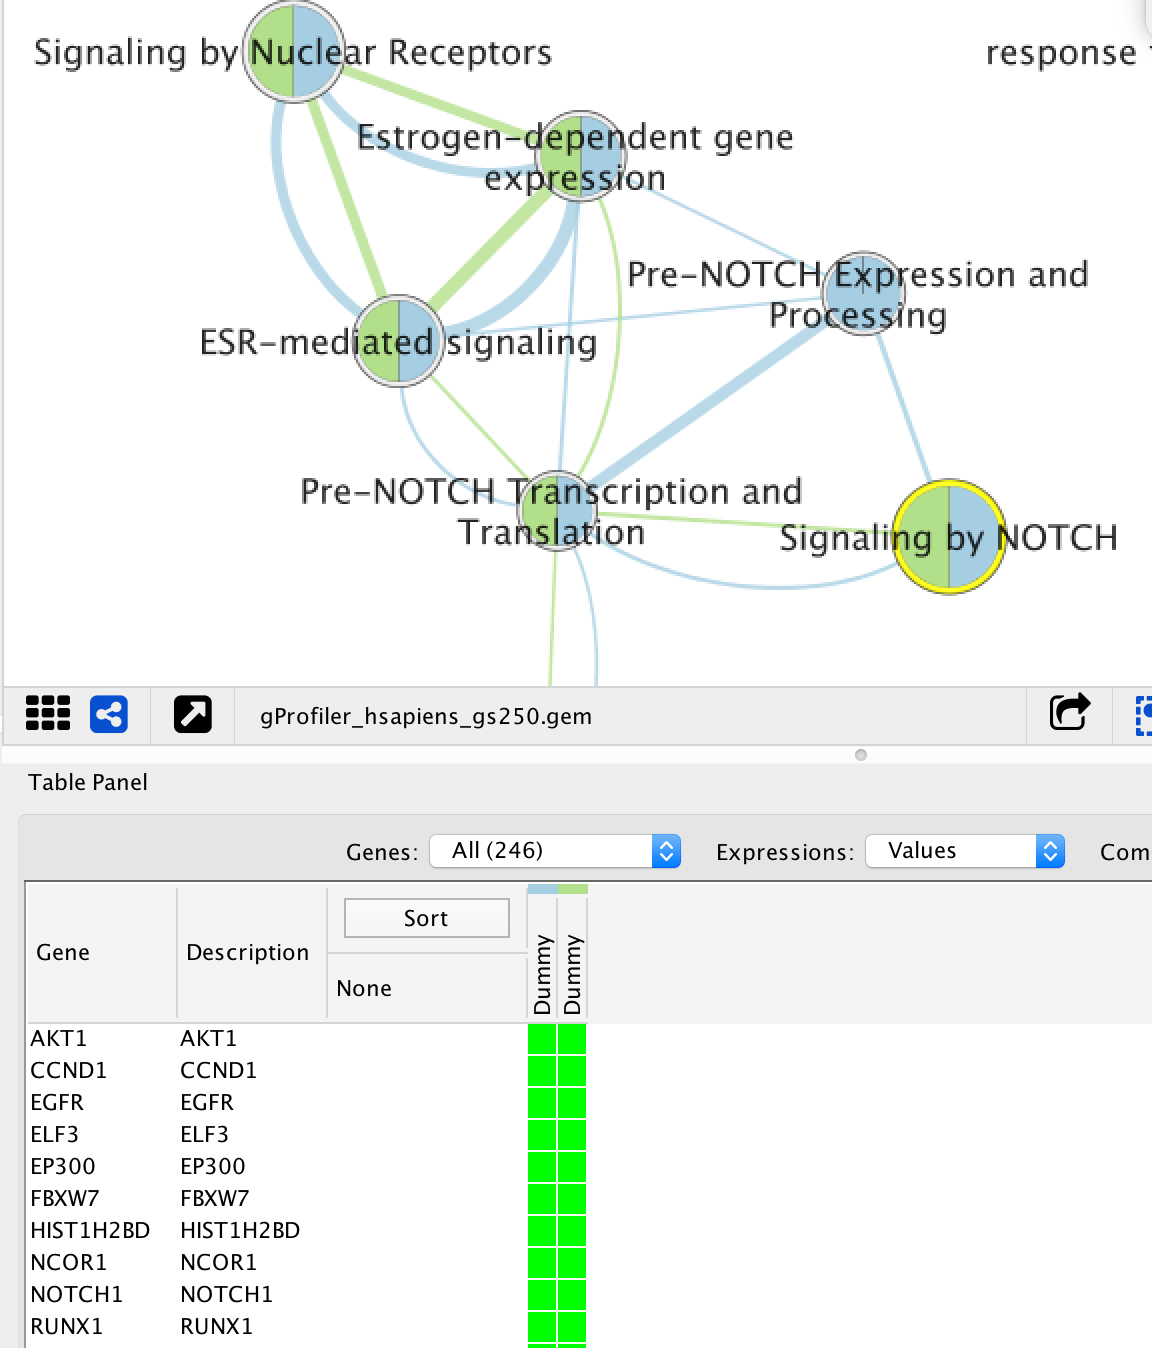 Signaling by Nuclear Receptors
response
Estrogen-dependent gene
expression
Pre-NOTCH Expression and
Processing
ESR-mediated signaling
Pre-NOTCH Transcription and
Translation
Signaling by NOTCH
gProfiler_hsapiens_gs250.gem
Table Panel
Genes: All (246) Expressions: Values Com
Gene Description Sort Dummy Dummy
None
AKT1 AKT1
CCND1 CCND1
EGFR EGFR
ELF3 ELF3
EP300 EP300
FBXW7 FBXW7
HIST1H2BD HIST1H2BD
NCOR1 NCOR1
NOTCH1 NOTCH1
RUNX1 RUNX1